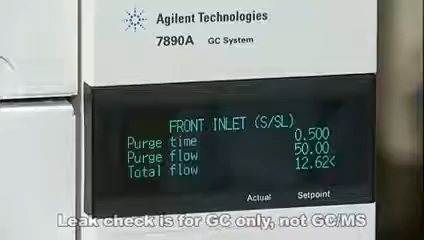 Agilent Technologies
7890A GC System
FRONT INLET (S/SL)
Purge time 0.500
Purge flow 50.00
Total flow 12.62<
Actual Setpoint
Leak check is for GC only, not GC/MS